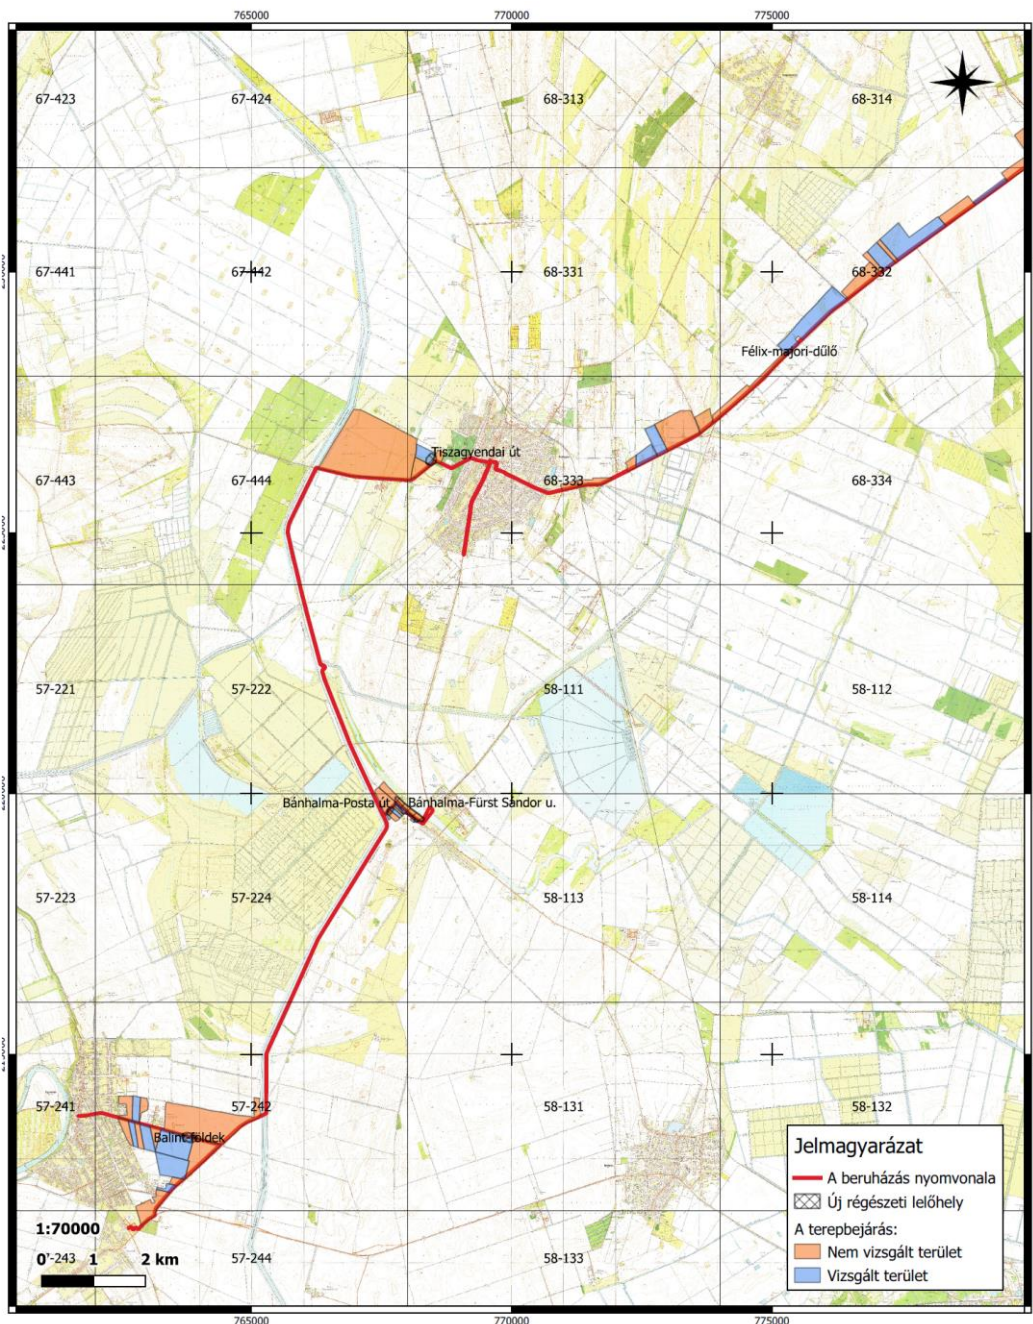 765000 770000 775000
67-423 67-424 68-313 68-314
67-441 67-442 68-331 68-332
Félix-majori-dűlő
Tiszagyendai út
67-443 67-444 68-333 68-334
57-221 57-222 58-111 58-112
Bánhalma-Posta út Bánhalma-Fürst Sándor u.
57-223 57-224 58-113 58-114
57-241 57-242 58-131 58-132
Balint-földek
Jelmagyarázat
A beruházás nyomvonala
Új régészeti lelőhely
A terepbejárás:
Nem vizsgált terület
Vizsgált terület
1:70000
0 1 2 km
-243 57-244 58-133
765000 770000 775000